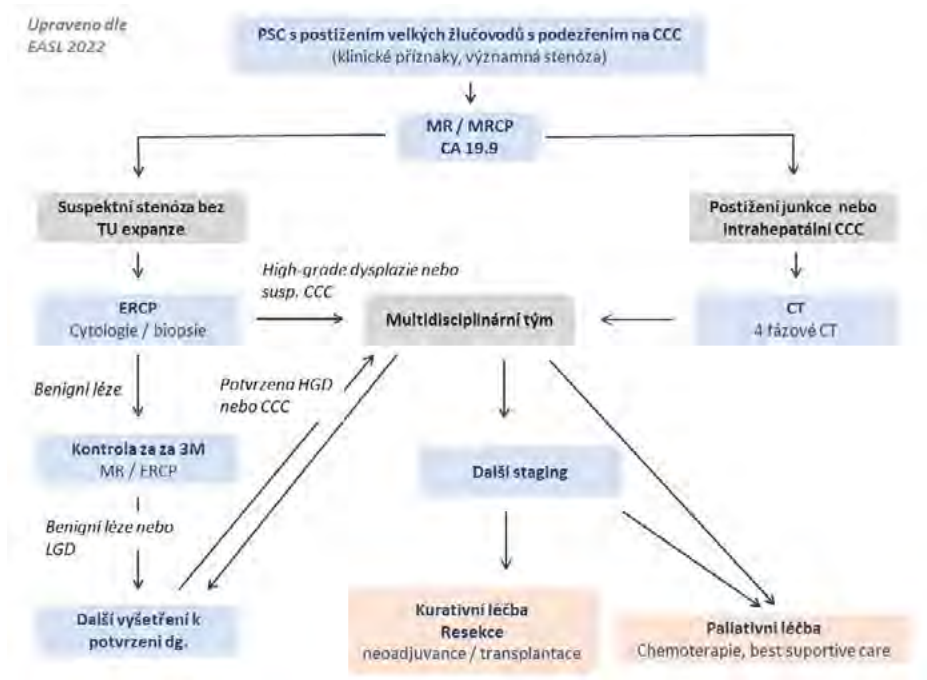 Upraveno dle
EASL 2022
PSC s postižením velkých žlučovodů s podezřením na CCC
(klinické příznaky, významná stenóza)
MR / MRCP
CA 19.9
Suspektní stenóza bez
TU expanze
Postižení junkce nebo
intrahepatální CCC
High-grade dysplazie nebo
susp. CCC
ERCP
Cytologie / biopsie
Multidisciplinární tým
CT
4 fázové CT
Benigní léze
Potvrzena HGD
nebo CCC
Kontrola za za 3M
MR / ERCP
Další staging
Benigní léze nebo
LGD
Další vyšetření k
potvrzení dg.
Kurativní léčba
Resekce
neoadjuvance / transplantace
Paliativní léčba
Chemoterapie, best suportive care